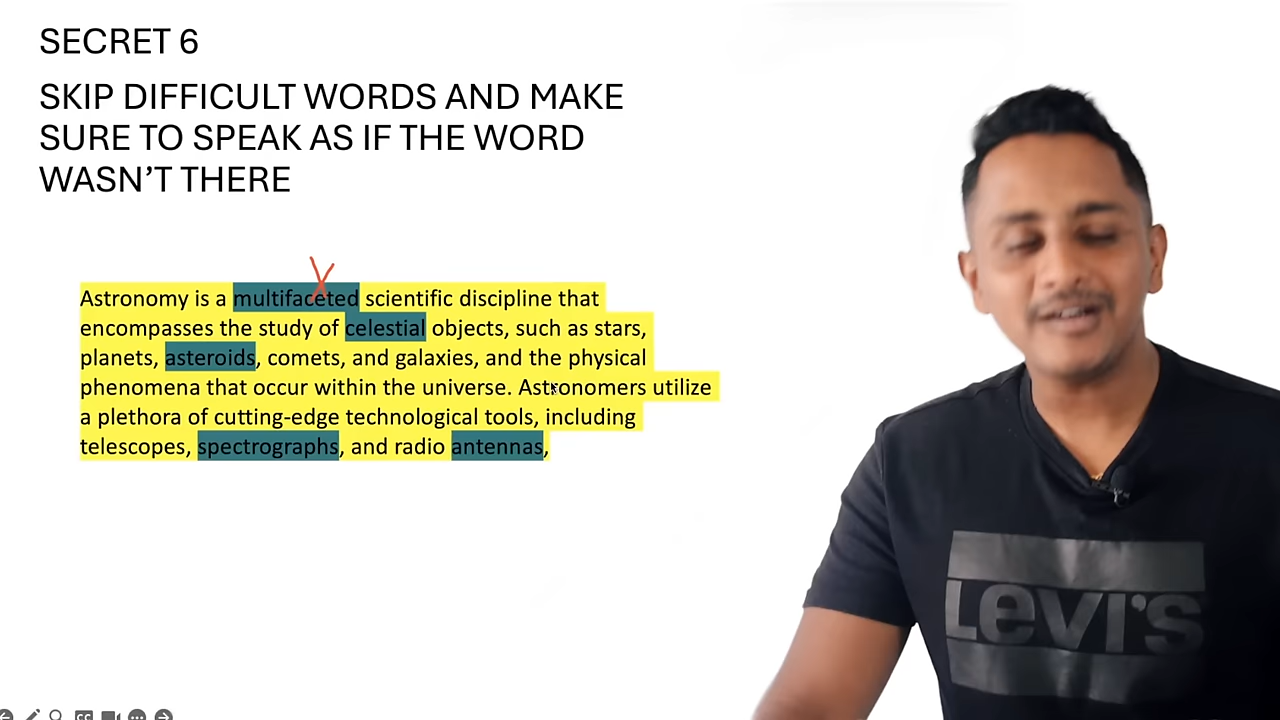 SECRET 6
SKIP DIFFICULT WORDS AND MAKE
SURE TO SPEAK AS IF THE WORD
WASN'T THERE
Astronomy is a multifaceted scientific discipline that
encompasses the study of celestial objects, such as stars,
planets, asteroids, comets, and galaxies, and the physical
phenomena that occur within the universe. Astronomers utilize
a plethora of cutting-edge technological tools, including
telescopes, spectrographs, and radio antennas,
LEVI'S
CC